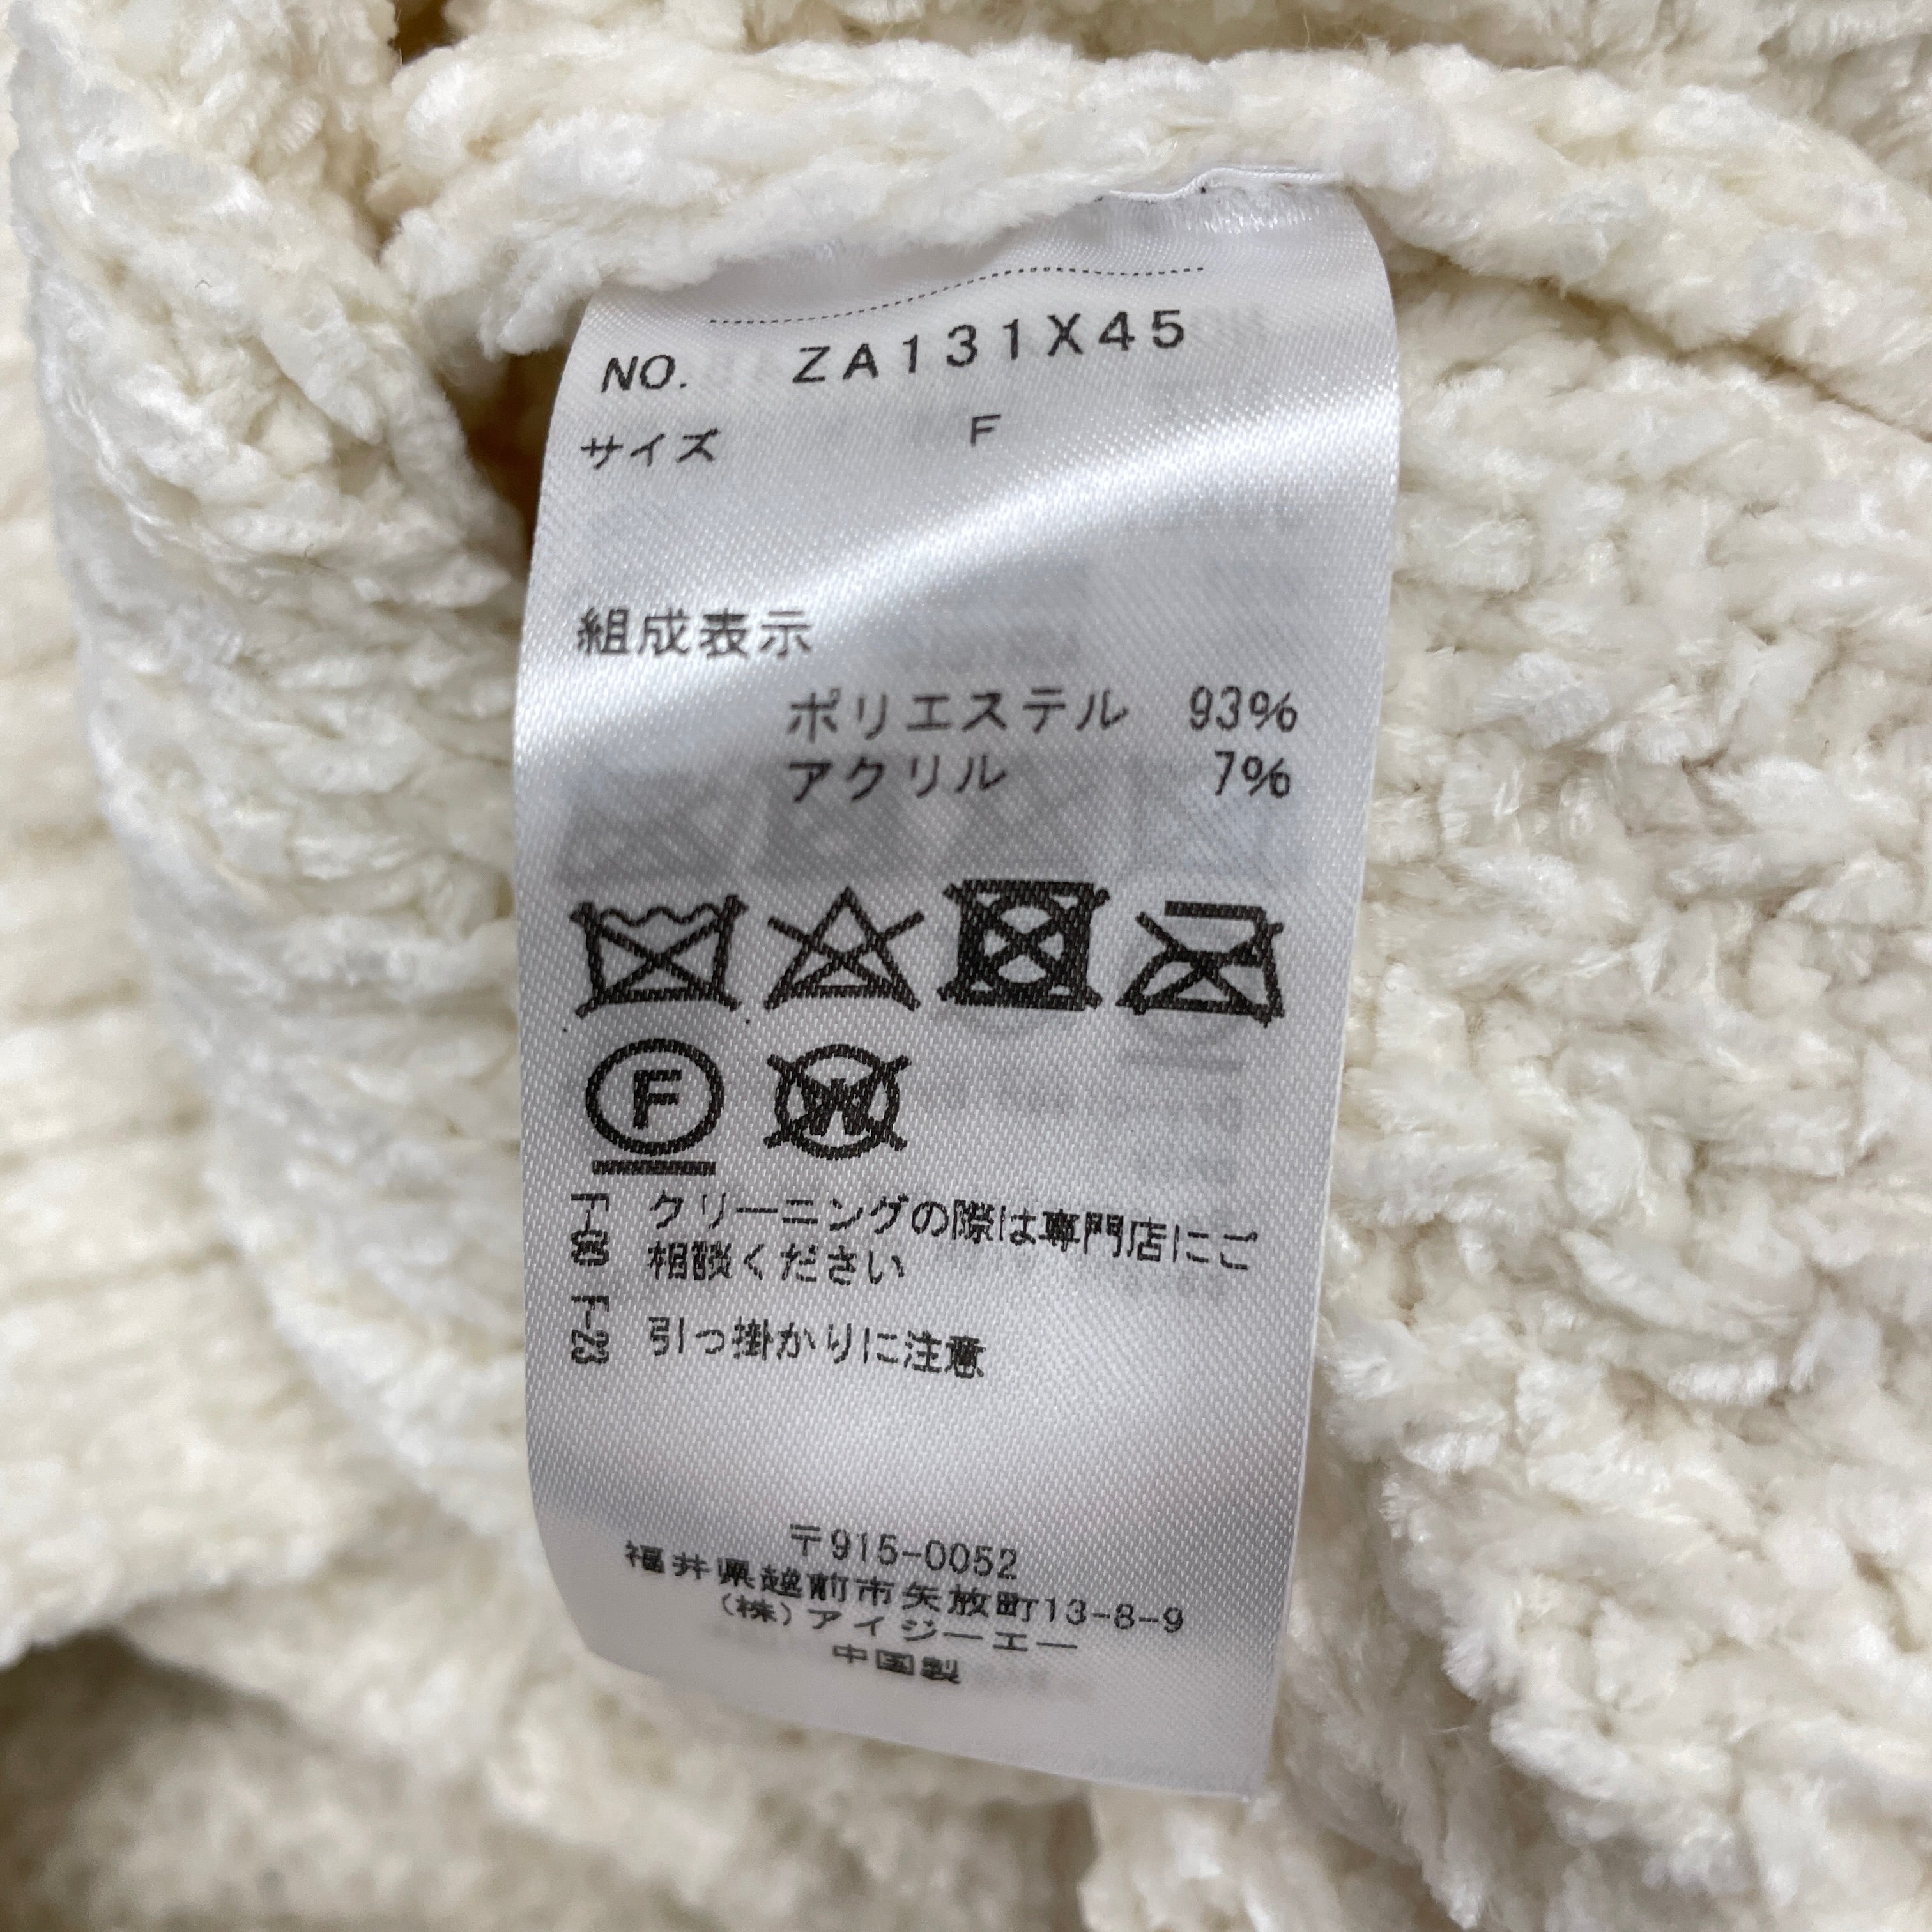 NO. ZA131X45
サイズ F
組成表示
ポリエステル 93%
アクリル 7%
F W
T-08 クリーニングの際は専門店にご
相談ください
T-23 引っ掛かりに注意
〒915-0052
福井県越前市矢放町13-8-9
(株)アイジーエー
中国製